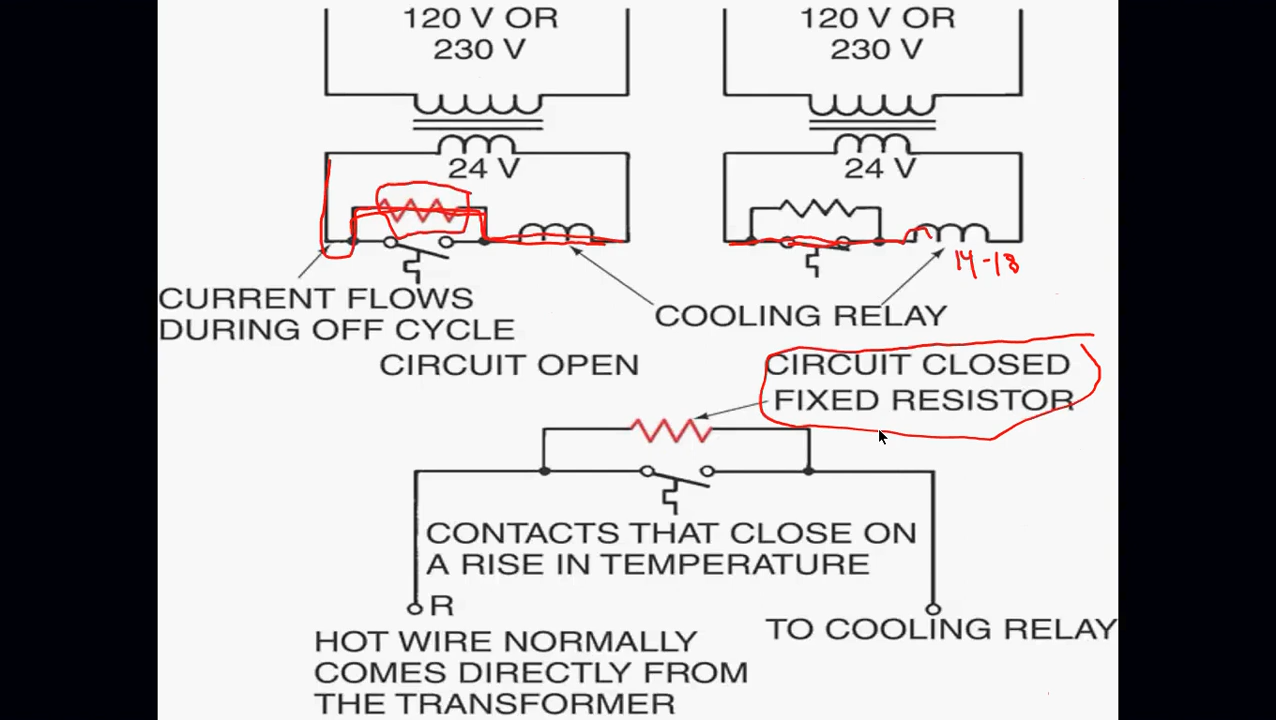 120 V OR
230 V
120 V OR
230 V
24 V
24 V
14-18
CURRENT FLOWS
DURING OFF CYCLE
COOLING RELAY
CIRCUIT OPEN
CIRCUIT CLOSED
FIXED RESISTOR
CONTACTS THAT CLOSE ON
A RISE IN TEMPERATURE
R
HOT WIRE NORMALLY
COMES DIRECTLY FROM
THE TRANSFORMER
TO COOLING RELAY